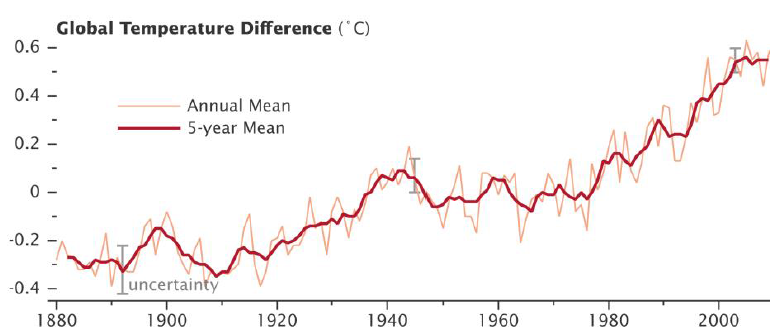 Global Temperature Difference (˚C)
0.6
0.4
0.2
0
-0.2
-0.4
Annual Mean
5-year Mean
uncertainty
1880 1900 1920 1940 1960 1980 2000